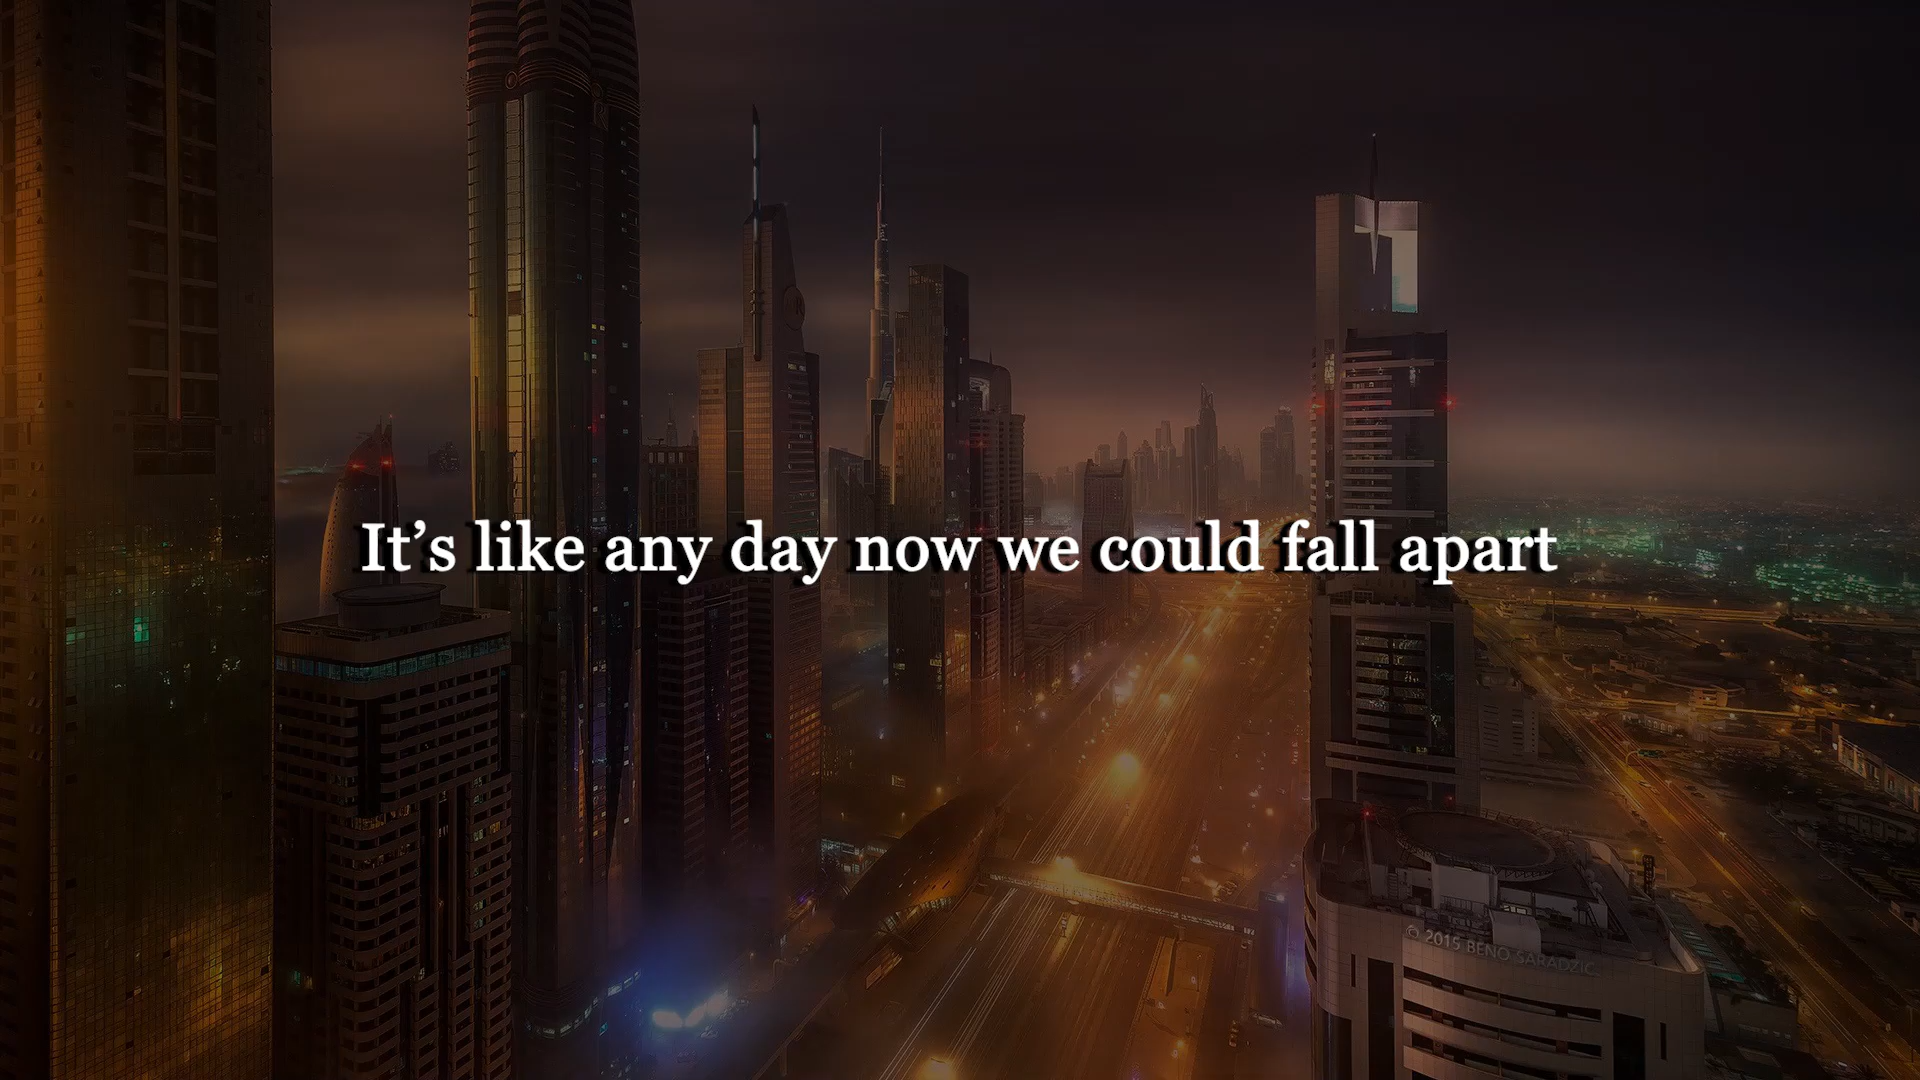 It’s like any day now we could fall apart
© 2015 BENO SARADZIC